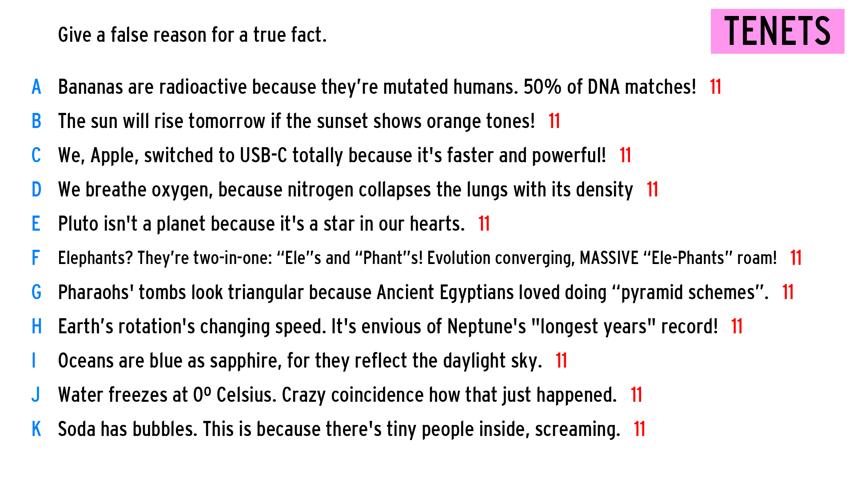 Give a false reason for a true fact.
TENETS
A Bananas are radioactive because they’re mutated humans. 50% of DNA matches! 11
B The sun will rise tomorrow if the sunset shows orange tones! 11
C We, Apple, switched to USB-C totally because it's faster and powerful! 11
D We breathe oxygen, because nitrogen collapses the lungs with its density 11
E Pluto isn't a planet because it's a star in our hearts. 11
F Elephants? They’re two-in-one: “Ele”s and “Phant”s! Evolution converging, MASSIVE “Ele-Phants” roam! 11
G Pharaohs' tombs look triangular because Ancient Egyptians loved doing “pyramid schemes”. 11
H Earth’s rotation's changing speed. It's envious of Neptune's "longest years" record! 11
I Oceans are blue as sapphire, for they reflect the daylight sky. 11
J Water freezes at 0º Celsius. Crazy coincidence how that just happened. 11
K Soda has bubbles. This is because there's tiny people inside, screaming. 11